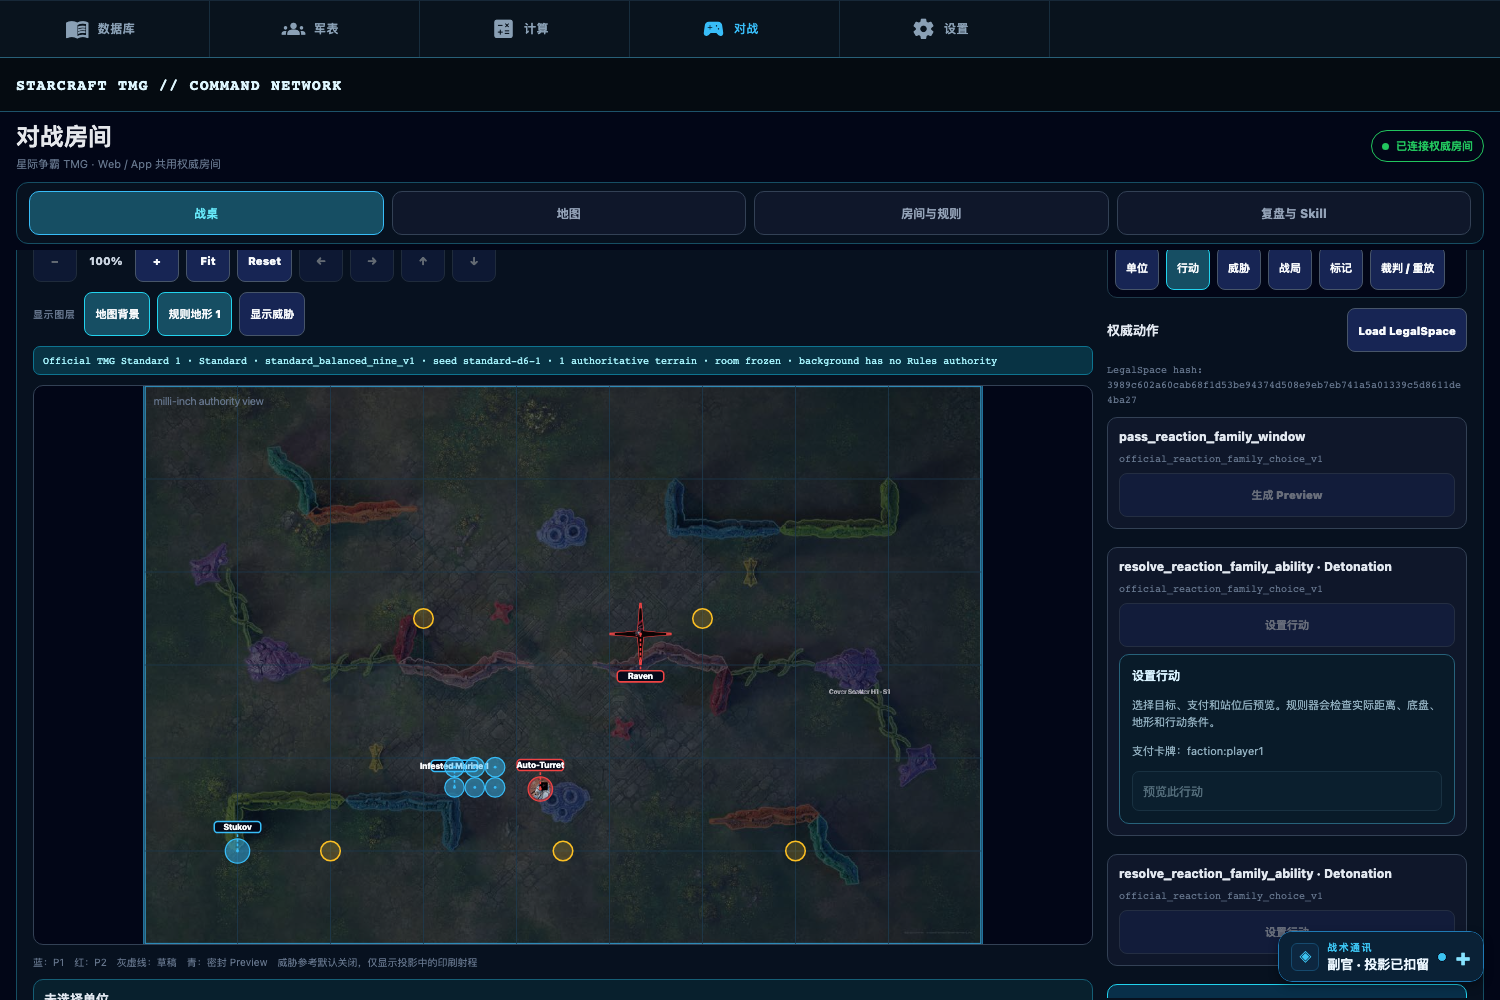 数据库
军表
计算
对战
设置
STARCRAFT TMG // COMMAND NETWORK
对战房间
星际争霸 TMG · Web / App 共用权威房间
已连接权威房间
战桌
地图
房间与规则
复盘与 Skill
−
100%
+
Fit
Reset
←
→
↑
↓
单位
行动
威胁
战局
标记
裁判 / 重放
显示图层
地图背景
规则地形 1
显示威胁
权威动作
Load LegalSpace
Official TMG Standard 1 · Standard · standard_balanced_nine_v1 · seed standard-d6-1 · 1 authoritative terrain · room frozen · background has no Rules authority
LegalSpace hash:
3989c602a60cab68f1d53be94374d508e9eb7eb741a5a01339c5d8611de
4ba27
milli-inch authority view
pass_reaction_family_window
official_reaction_family_choice_v1
生成 Preview
resolve_reaction_family_ability · Detonation
official_reaction_family_choice_v1
设置行动
设置行动
选择目标、支付和站位后预览。规则器会检查实际距离、底盘、
地形和行动条件。
支付卡牌：faction:player1
预览此行动
Raven
Infested Marine
Auto-Turret
Stukov
resolve_reaction_family_ability · Detonation
official_reaction_family_choice_v1
战术通讯
副官 · 投影已扣留
+
蓝：P1 红：P2 灰虚线：草稿 青：密封 Preview 威胁参考默认关闭，仅显示投影中的印刷射程
未选择单位